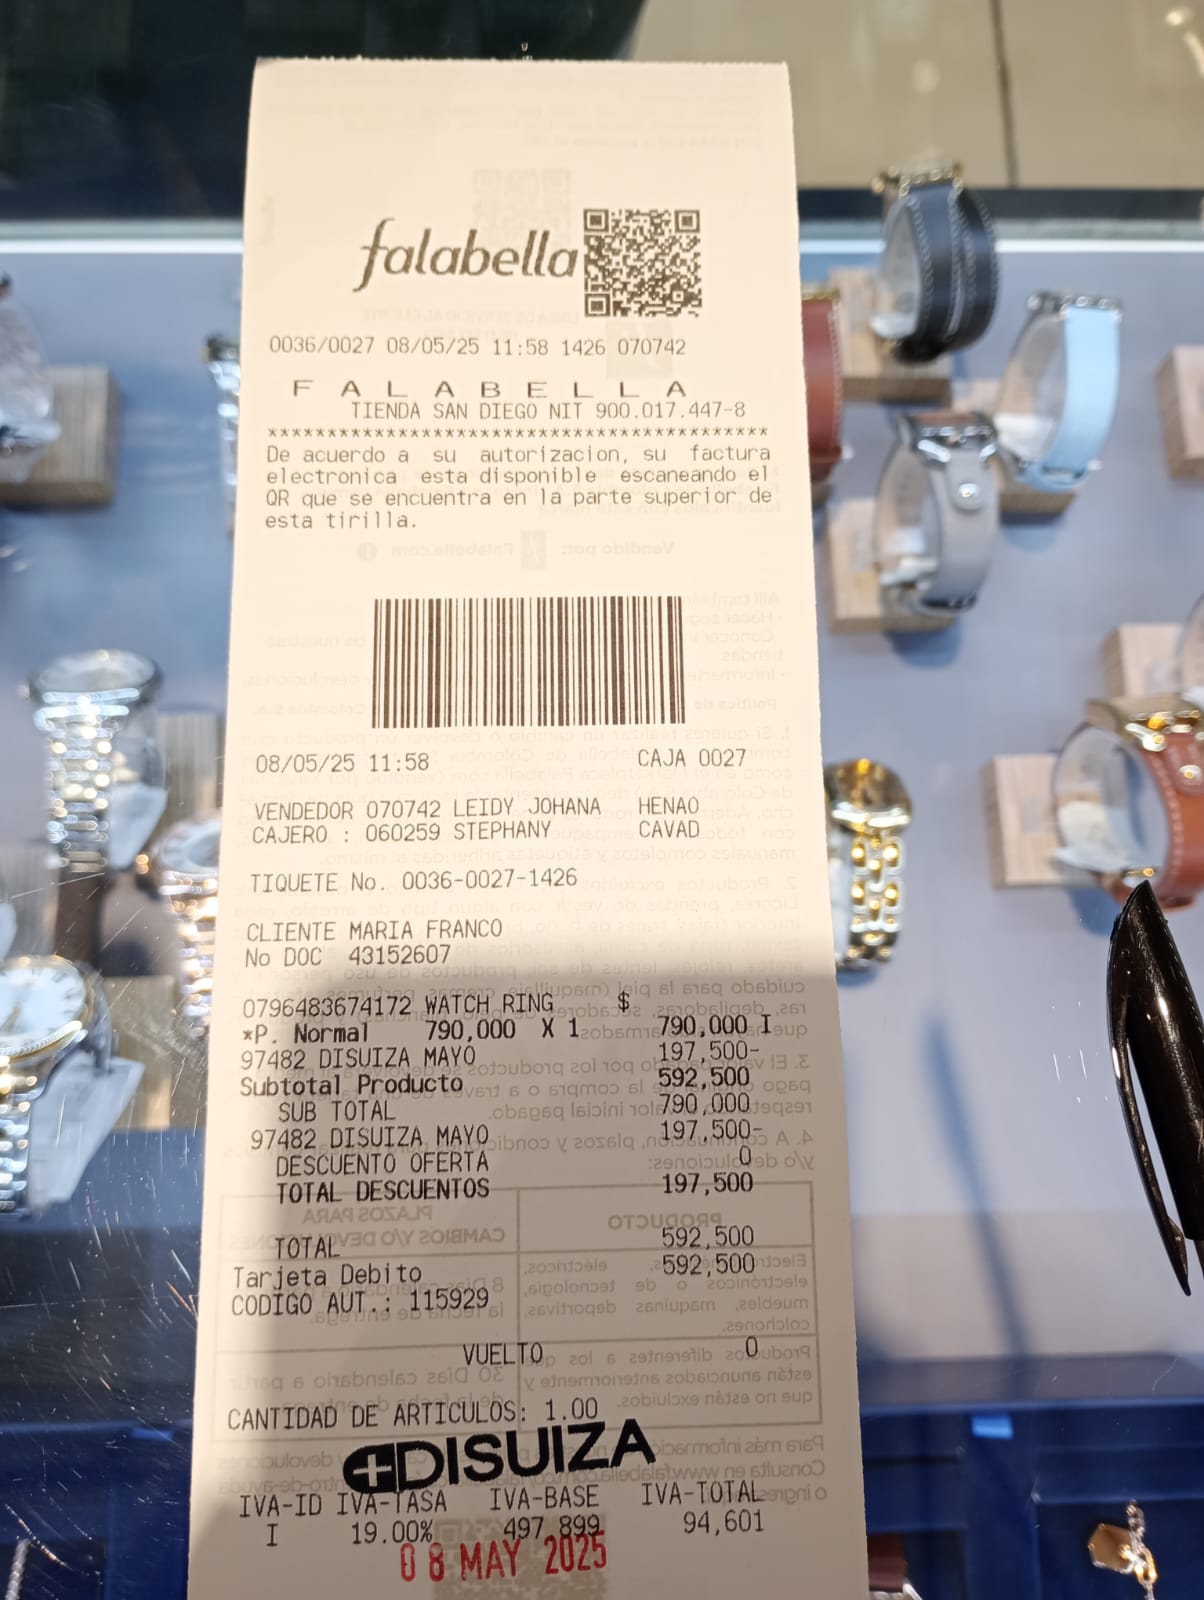 falabella
0036/0027 08/05/25 11:58 1426 070742
F A L A B E L L A
TIENDA SAN DIEGO NIT 900.017.447-8
******************************************
De acuerdo a su autorizacion, su factura
electronica esta disponible escaneando el
QR que se encuentra en la parte superior de
esta tirilla.
08/05/25 11:58 CAJA 0027
VENDEDOR 070742 LEIDY JOHANA HENAO
CAJERO : 060259 STEPHANY CAVAD
TIQUETE No. 0036-0027-1426
CLIENTE MARIA FRANCO
No DOC 43152607
0796483674172 WATCH RING $
*P. Normal 790,000 X 1 790,000 I
97482 DISUIZA MAYO 197,500-
Subtotal Producto 592,500
SUB TOTAL 790,000
97482 DISUIZA MAYO 197,500-
DESCUENTO OFERTA 0
TOTAL DESCUENTOS 197,500
TOTAL 592,500
Tarjeta Debito 592,500
CODIGO AUT.: 115929
VUELTO 0
CANTIDAD DE ARTICULOS: 1.00
DISUIZA
IVA-ID IVA-TASA IVA-BASE IVA-TOTAL
I 19.00% 497,899 94,601
08 MAY 2025